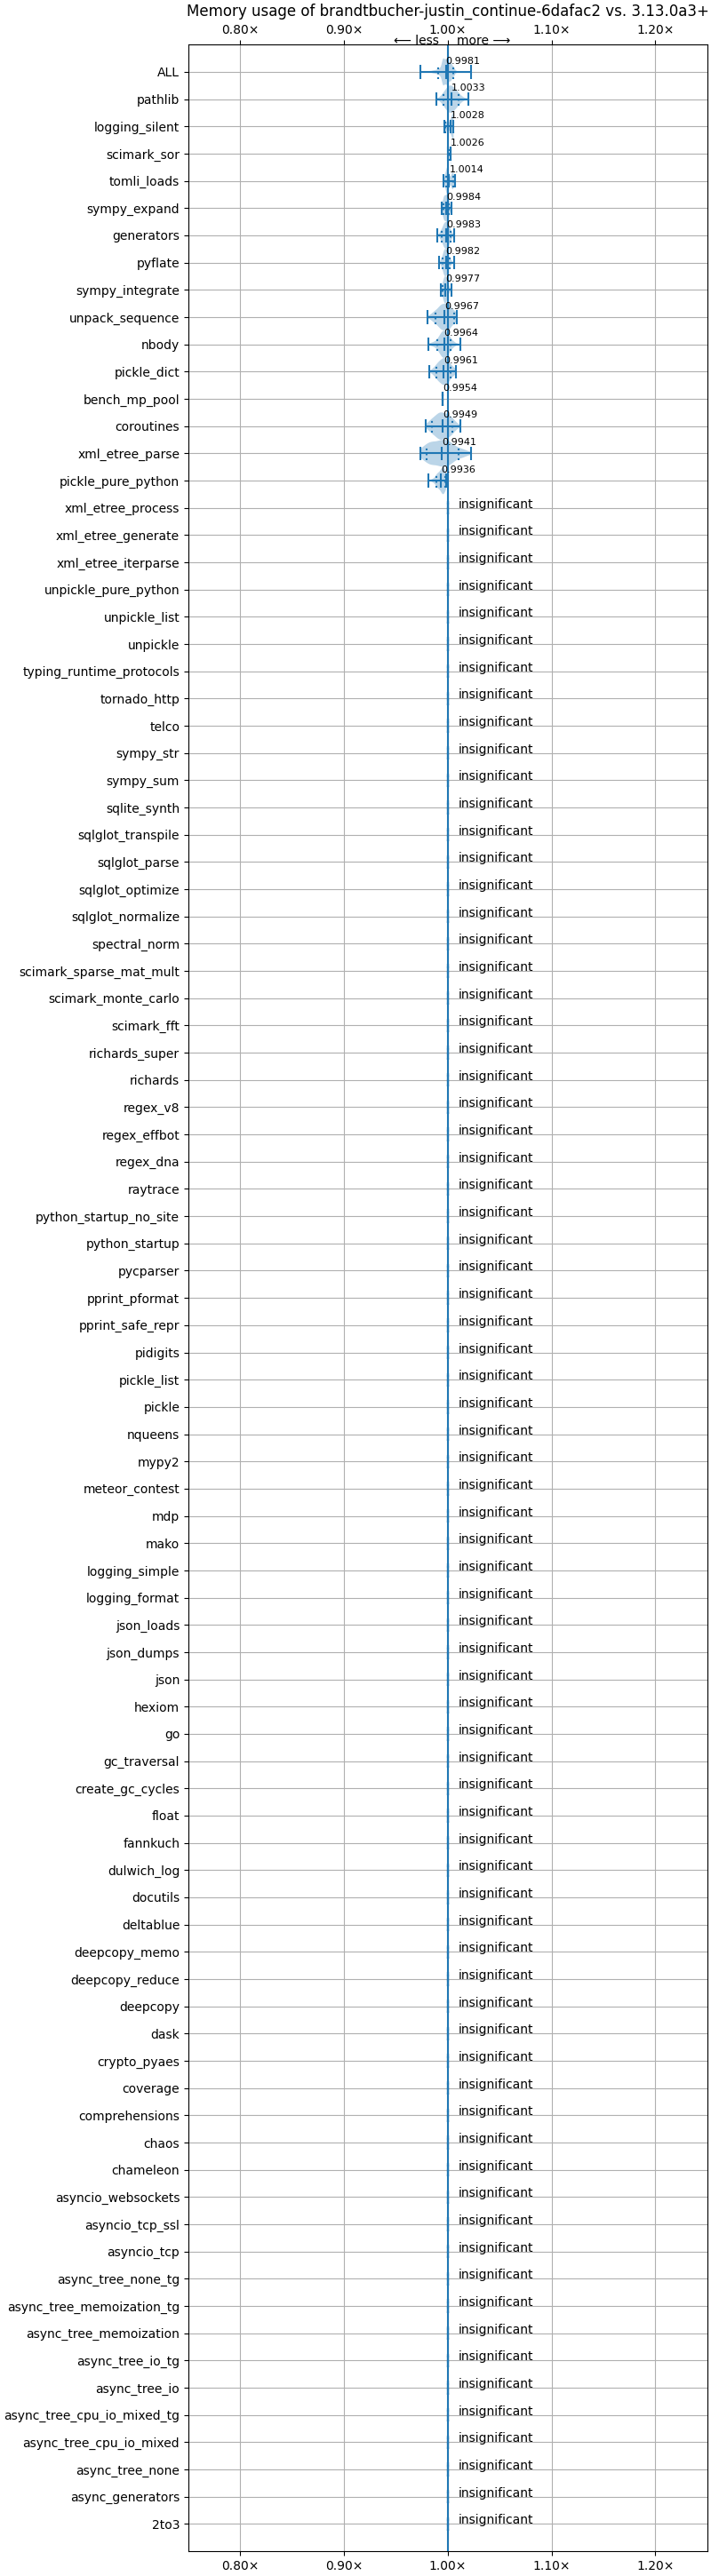 Memory usage of brandtbucher-justin_continue-6dafac2 vs. 3.13.0a3+
0.80× 0.90× 1.00× 1.10× 1.20×
⟵ less more ⟶
ALL 0.9981
pathlib 1.0033
logging_silent 1.0028
scimark_sor 1.0026
tomli_loads 1.0014
sympy_expand 0.9984
generators 0.9983
pyflate 0.9982
sympy_integrate 0.9977
unpack_sequence 0.9967
nbody 0.9964
pickle_dict 0.9961
bench_mp_pool 0.9954
coroutines 0.9949
xml_etree_parse 0.9941
pickle_pure_python 0.9936
xml_etree_process insignificant
xml_etree_generate insignificant
xml_etree_iterparse insignificant
unpickle_pure_python insignificant
unpickle_list insignificant
unpickle insignificant
typing_runtime_protocols insignificant
tornado_http insignificant
telco insignificant
sympy_str insignificant
sympy_sum insignificant
sqlite_synth insignificant
sqlglot_transpile insignificant
sqlglot_parse insignificant
sqlglot_optimize insignificant
sqlglot_normalize insignificant
spectral_norm insignificant
scimark_sparse_mat_mult insignificant
scimark_monte_carlo insignificant
scimark_fft insignificant
richards_super insignificant
richards insignificant
regex_v8 insignificant
regex_effbot insignificant
regex_dna insignificant
raytrace insignificant
python_startup_no_site insignificant
python_startup insignificant
pycparser insignificant
pprint_pformat insignificant
pprint_safe_repr insignificant
pidigits insignificant
pickle_list insignificant
pickle insignificant
nqueens insignificant
mypy2 insignificant
meteor_contest insignificant
mdp insignificant
mako insignificant
logging_simple insignificant
logging_format insignificant
json_loads insignificant
json_dumps insignificant
json insignificant
hexiom insignificant
go insignificant
gc_traversal insignificant
create_gc_cycles insignificant
float insignificant
fannkuch insignificant
dulwich_log insignificant
docutils insignificant
deltablue insignificant
deepcopy_memo insignificant
deepcopy_reduce insignificant
deepcopy insignificant
dask insignificant
crypto_pyaes insignificant
coverage insignificant
comprehensions insignificant
chaos insignificant
chameleon insignificant
asyncio_websockets insignificant
asyncio_tcp_ssl insignificant
asyncio_tcp insignificant
async_tree_none_tg insignificant
async_tree_memoization_tg insignificant
async_tree_memoization insignificant
async_tree_io_tg insignificant
async_tree_io insignificant
async_tree_cpu_io_mixed_tg insignificant
async_tree_cpu_io_mixed insignificant
async_tree_none insignificant
async_generators insignificant
2to3 insignificant
0.80× 0.90× 1.00× 1.10× 1.20×